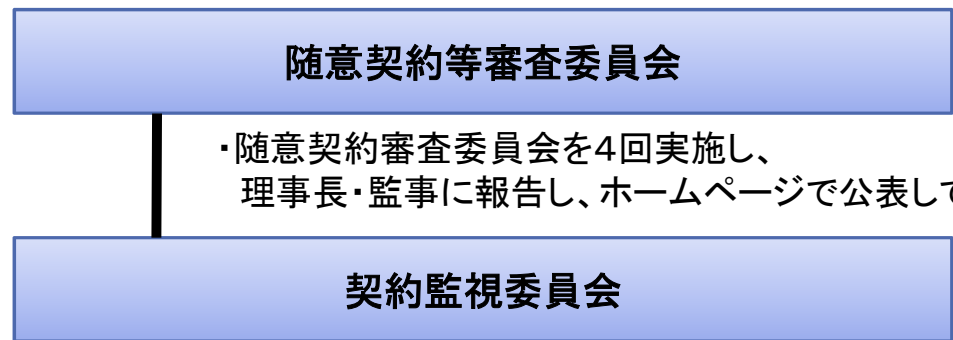 随意契約等審査委員会
・随意契約審査委員会を4回実施し、
理事長・監事に報告し、ホームページで公表して
契約監視委員会